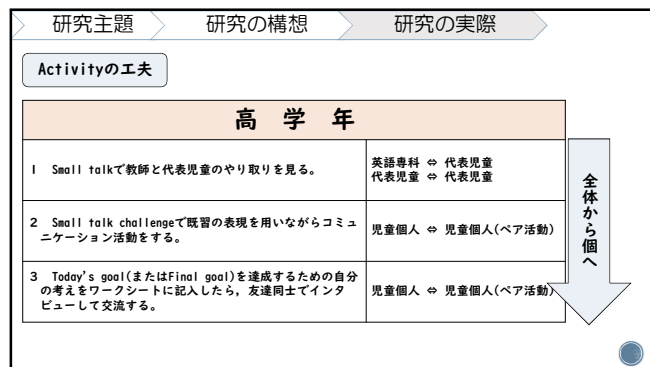 研究主題
研究の構想
研究の実際
Activityの工夫
高 学 年
1 Small talkで教師と代表児童のやり取りを見る。
英語専科 ⇔ 代表児童
代表児童 ⇔ 代表児童
2 Small talk challengeで既習の表現を用いながらコミュ
ニケーション活動をする。
児童個人 ⇔ 児童個人(ペア活動)
3 Today's goal(またはFinal goal)を達成するための自分
の考えをワークシートに記入したら，友達同士でインタ
ビューして交流する。
児童個人 ⇔ 児童個人(ペア活動)
全体から個へ